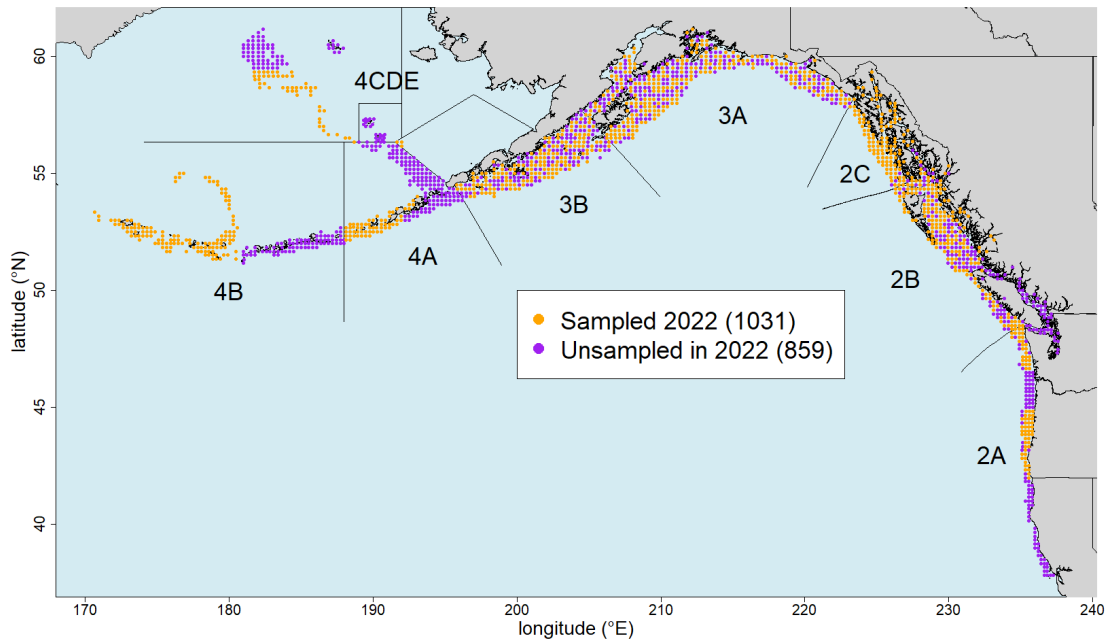 60
55
50
45
40
latitude (°N)
4CDE
3A
2C
3B
4A
2B
4B
Sampled 2022 (1031)
Unsampled in 2022 (859)
2A
170
180
190
200
210
220
230
240
longitude (°E)